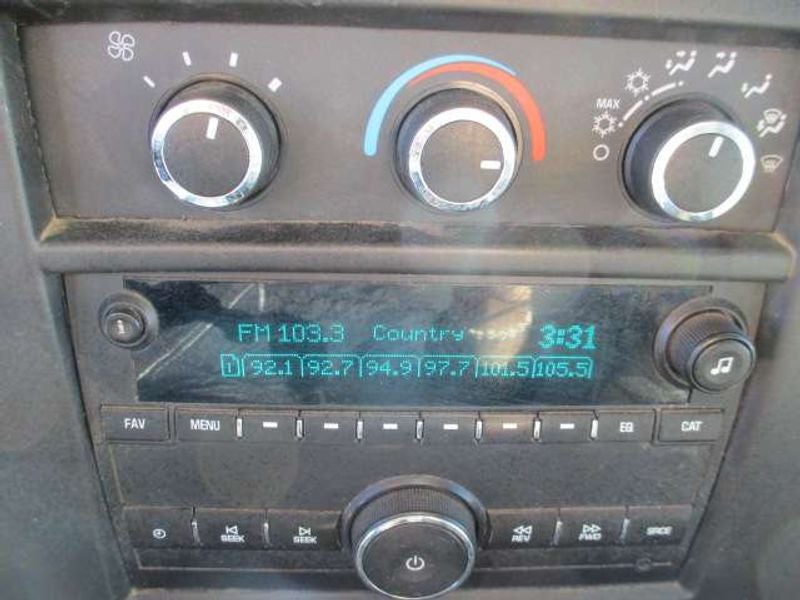 MAX
FM 103.3 Country 3:31
1 92.1 92.7 94.9 97.7 101.5 105.5
FAV MENU EQ CAT
SEEK SEEK REV FWD SRCE